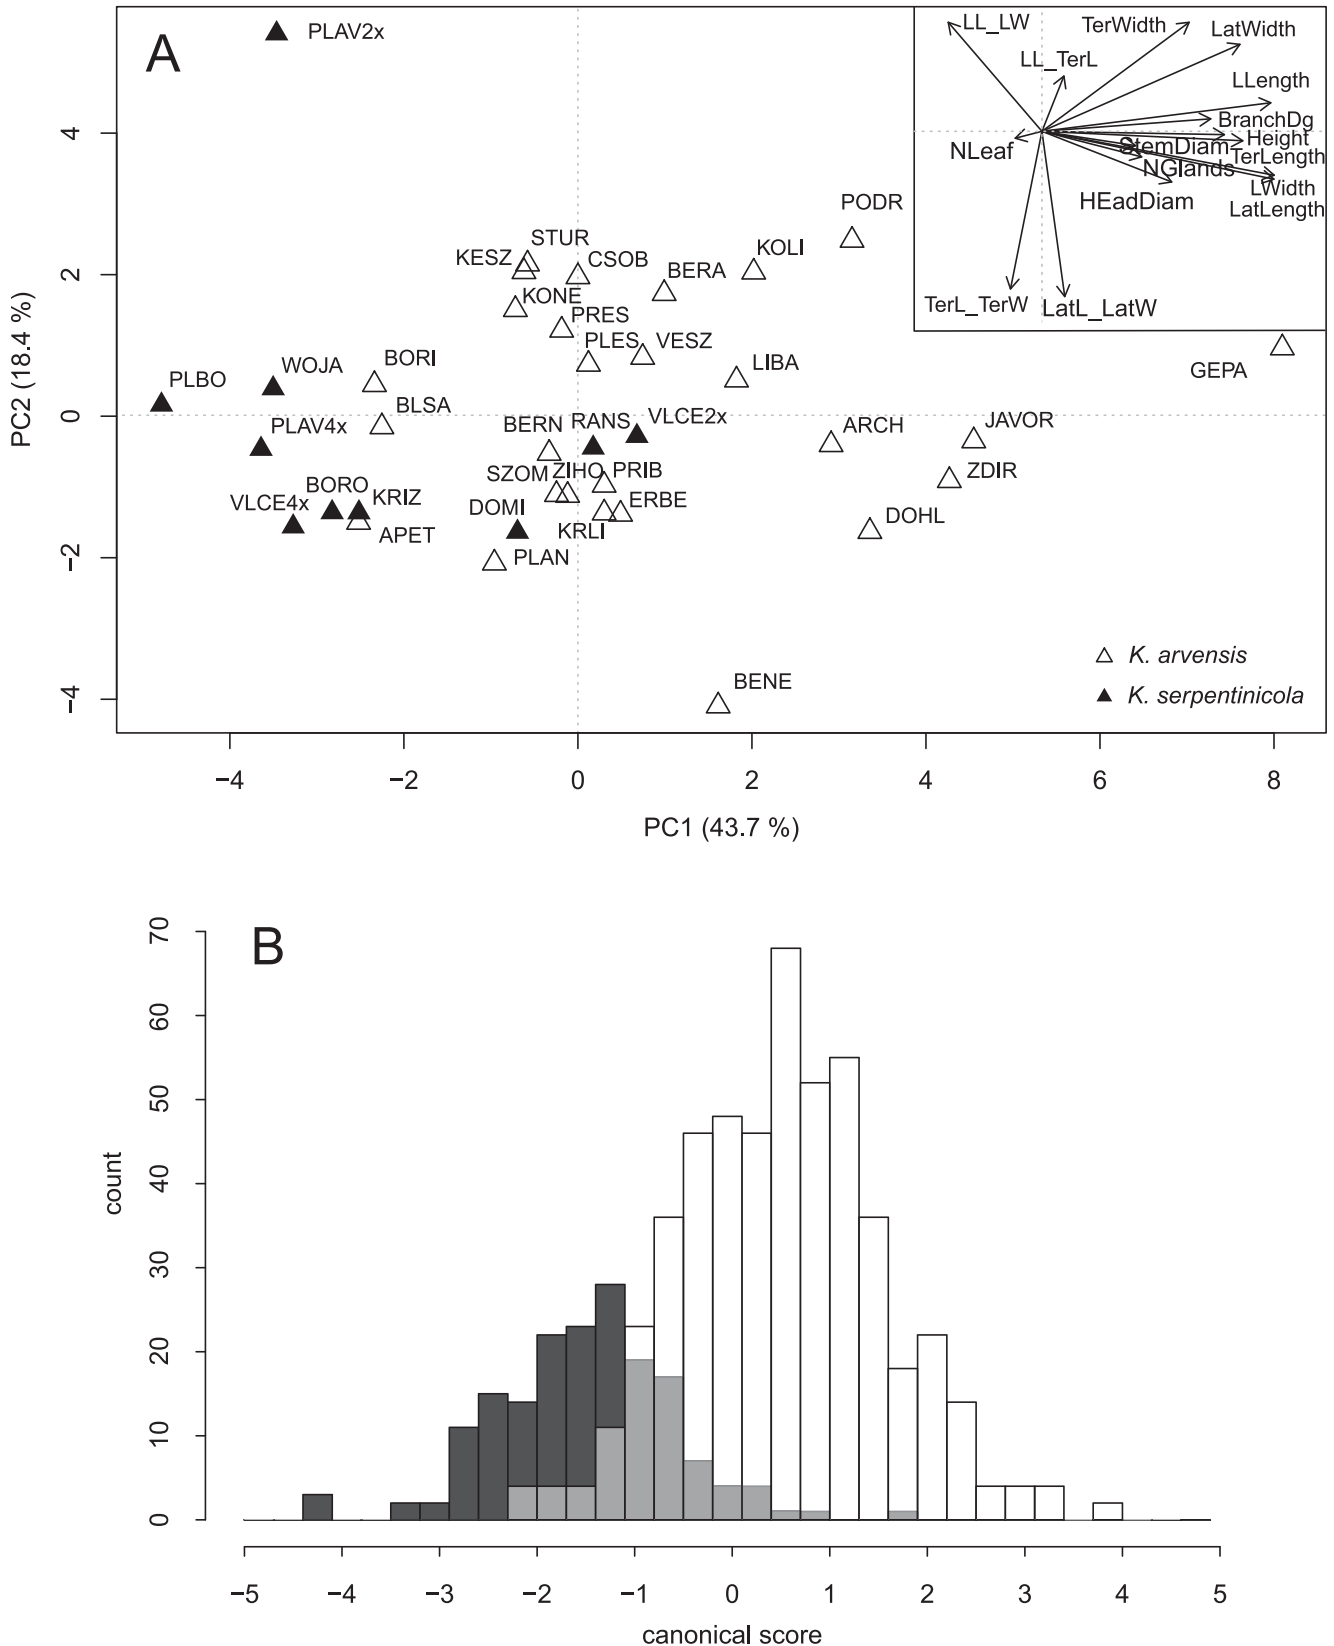 A
PLAV2x
LL_LW
TerWidth
LatWidth
LL_TerL
LLength
BranchDg
Height
StemDiam
TerLength
NLeaf
NGlands
LWidth
HEadDiam
LatLength
TerL_TerW
LatL_LatW
PODR
STUR
KESZ
CSOB
KOLI
BERA
KONE
PRES
PLES
VESZ
LIBA
GEPA
WOJA
BORI
PLBO
BLSA
PLAV4x
BERN
RANS
VLCE2x
ARCH
JAVOR
SZOM
ZIHO
PRIB
ZDIR
BORO
KRIZ
VLCE4x
DOMI
ERBE
APET
KRLI
DOHL
PLAN
BENE
K. arvensis
K. serpentinicola
4
2
0
−2
−4
PC2 (18.4 %)
−4 −2 0 2 4 6 8
PC1 (43.7 %)
B
70
60
50
40
30
20
10
0
count
−5 −4 −3 −2 −1 0 1 2 3 4 5
canonical score